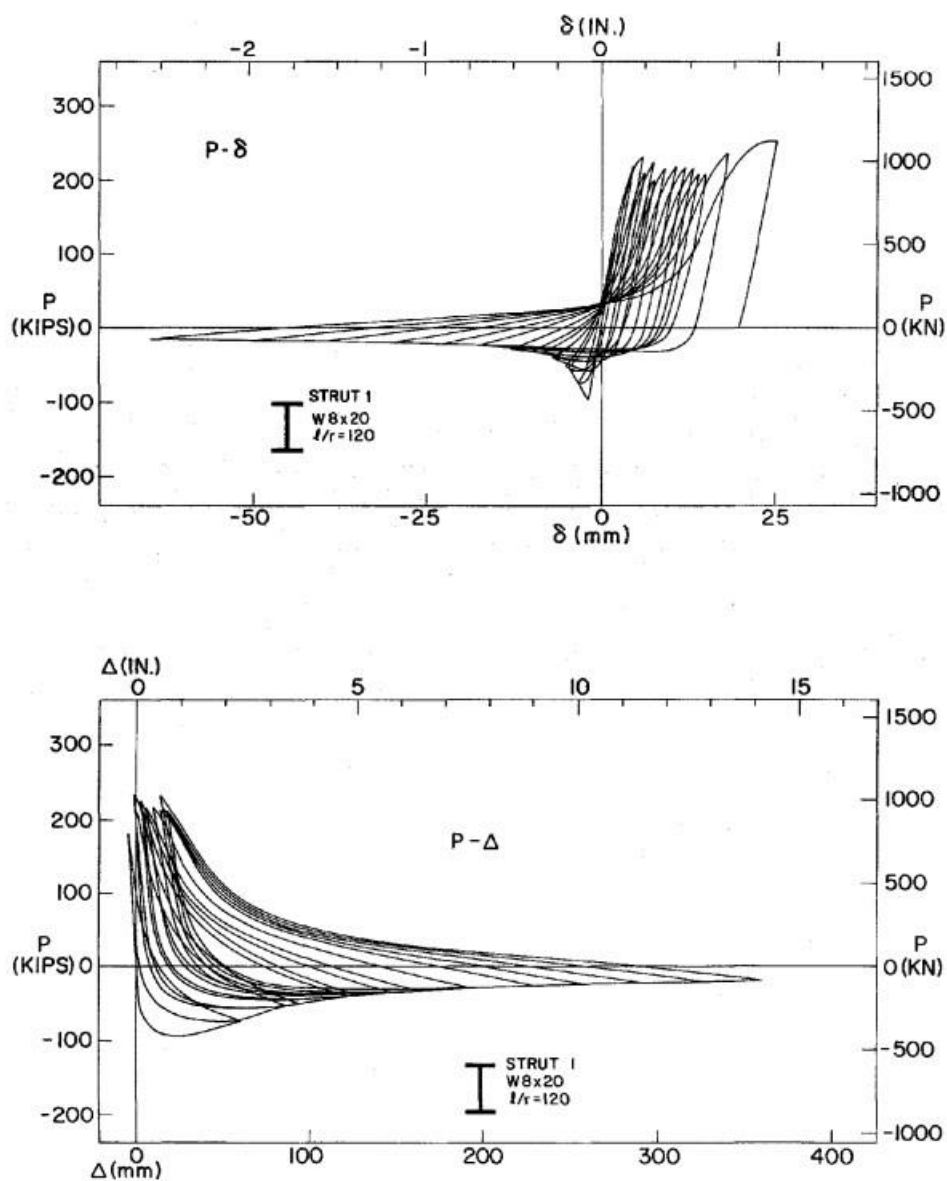 δ (IN.)
-2 -1 0 1
300
200
100
P
(KIPS) 0
-100
-200
P-δ
1500
1000
500
P
0 (KN)
-500
-1000
STRUT 1
W8x20
ℓ/r=120
-50 -25 0 25
δ (mm)
Δ (IN.)
0 5 10 15
300
200
100
P
(KIPS) 0
-100
-200
P-Δ
1500
1000
500
P
0 (KN)
-500
-1000
STRUT 1
W8x20
ℓ/r=120
0 100 200 300 400
Δ (mm)